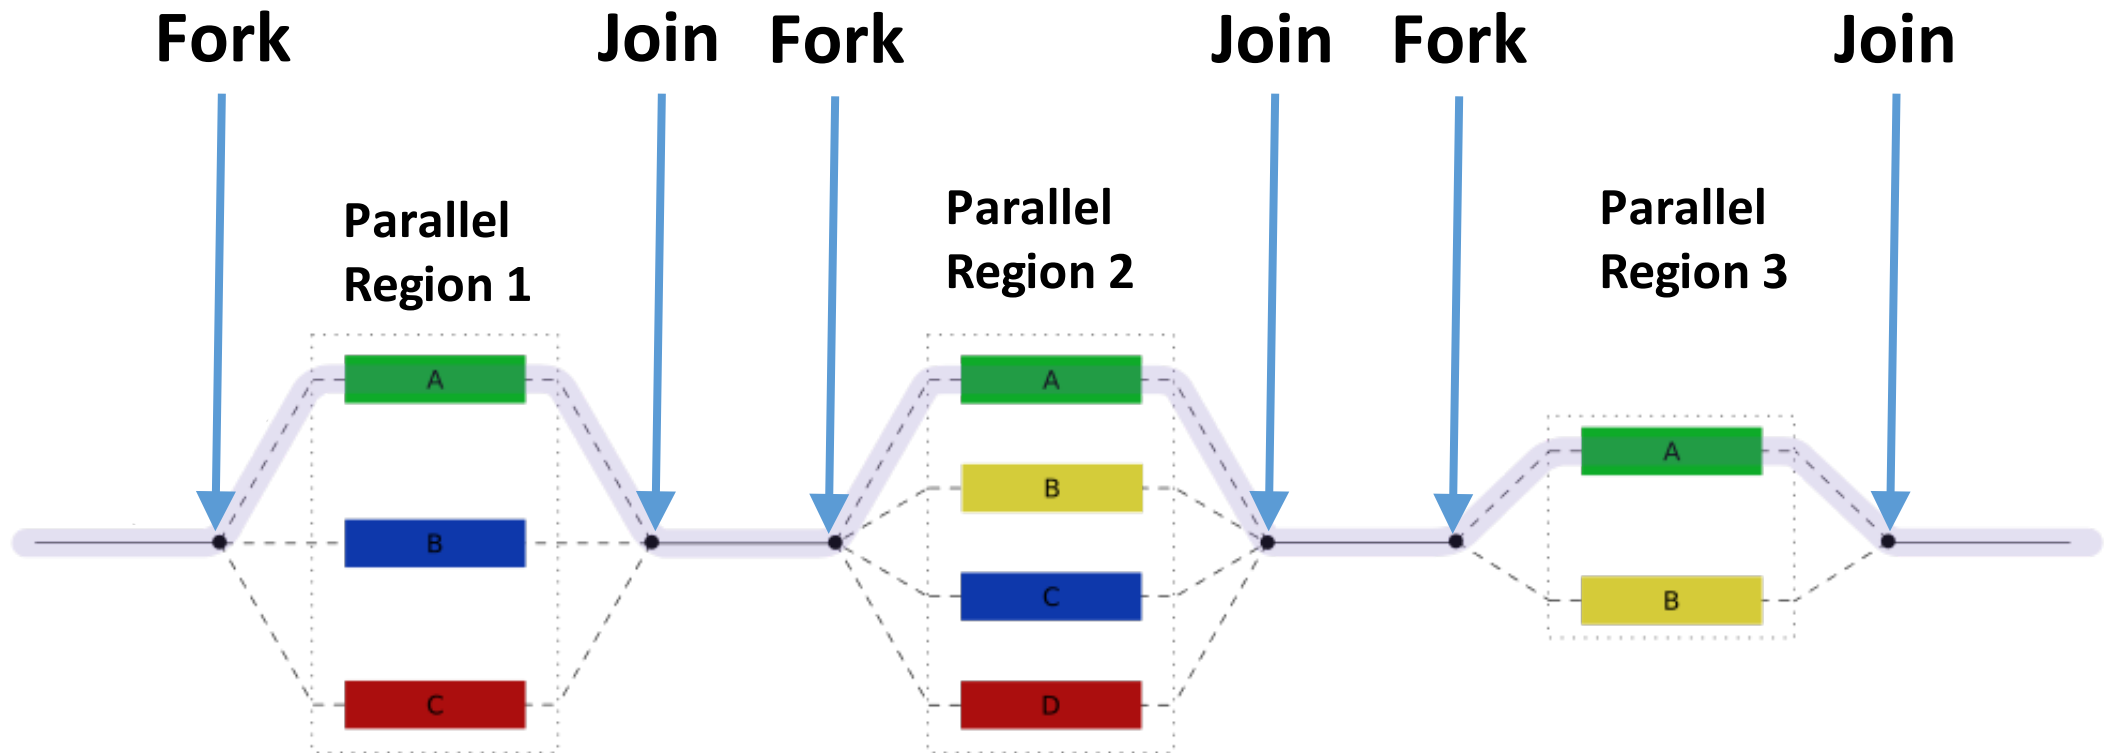 Fork
Join
Fork
Join
Fork
Join
Parallel
Region 1
Parallel
Region 2
Parallel
Region 3
A
B
C
A
B
C
D
A
B